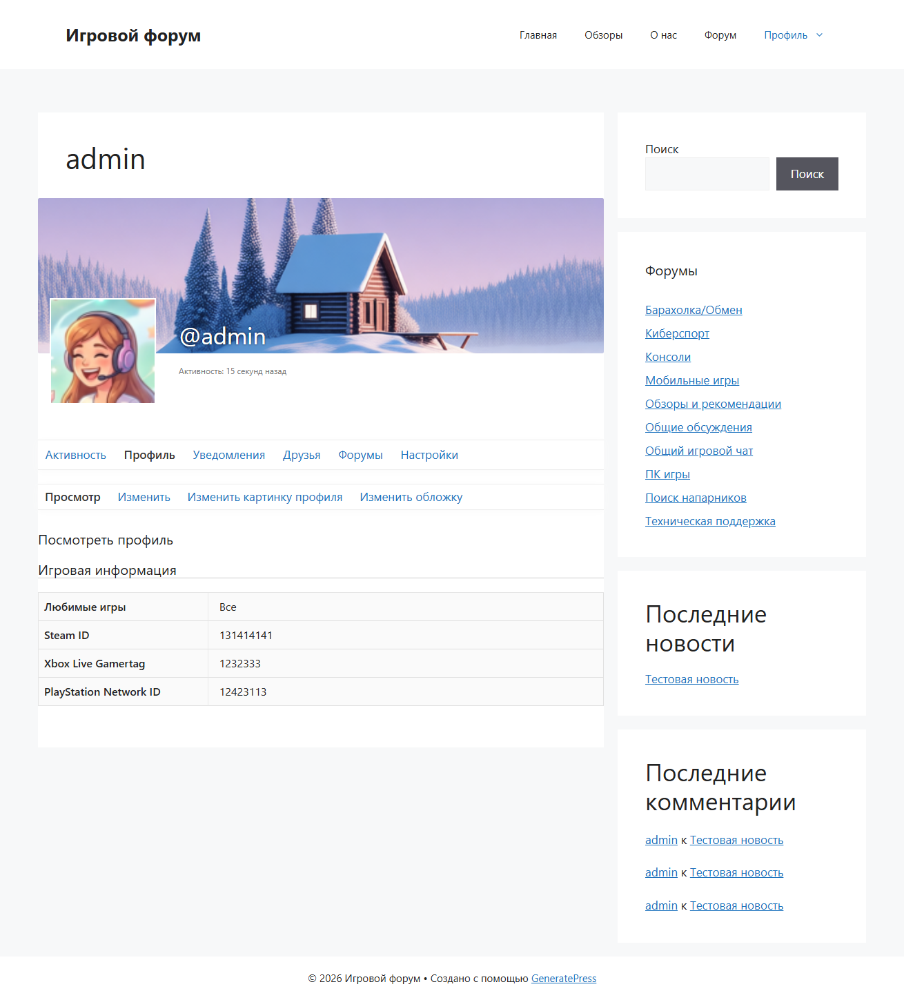 Игровой форум
Главная Обзоры О нас Форум Профиль
admin
@admin
Активность: 15 секунд назад
Активность Профиль Уведомления Друзья Форумы Настройки
Просмотр Изменить Изменить картинку профиля Изменить обложку
Посмотреть профиль
Игровая информация
Любимые игры Все
Steam ID 131414141
Xbox Live Gamertag 1232333
PlayStation Network ID 12423113
Поиск
Поиск
Форумы
Барахолка/Обмен
Киберспорт
Консоли
Мобильные игры
Обзоры и рекомендации
Общие обсуждения
Общий игровой чат
ПК игры
Поиск напарников
Техническая поддержка
Последние
новости
Тестовая новость
Последние
комментарии
admin к Тестовая новость
admin к Тестовая новость
admin к Тестовая новость
© 2026 Игровой форум • Создано с помощью GeneratePress